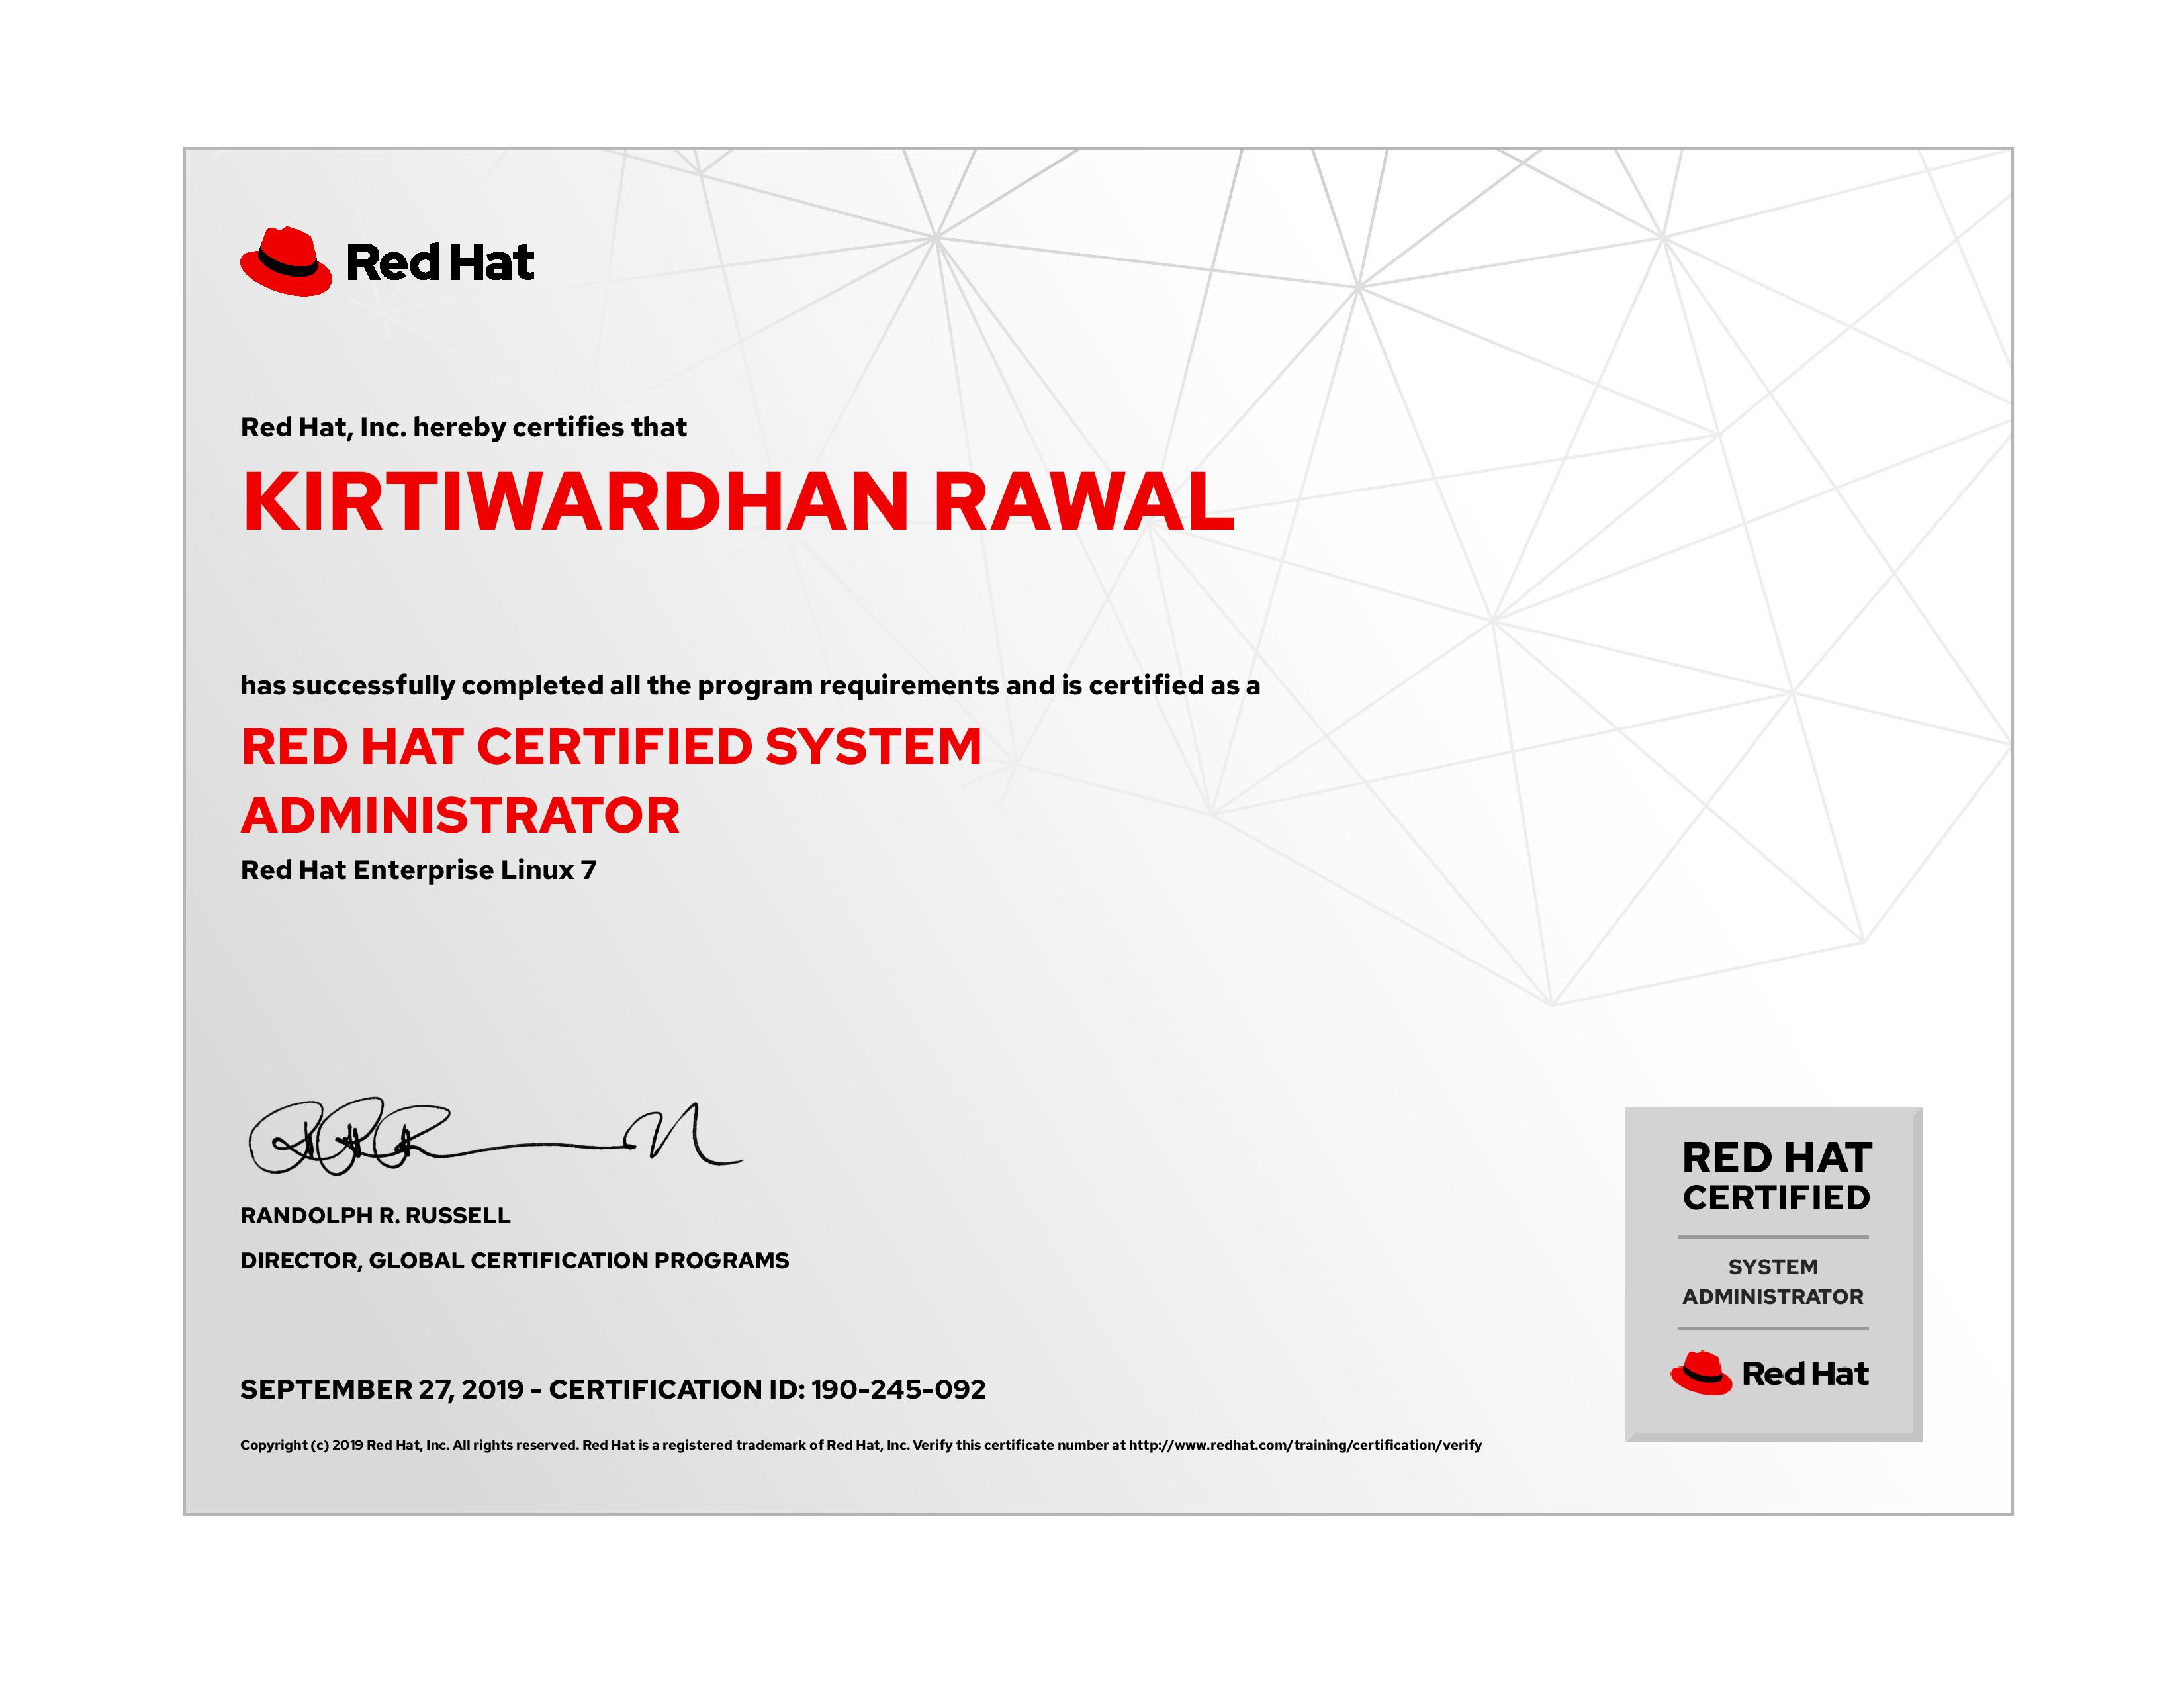 Red Hat
Red Hat, Inc. hereby certifies that
KIRTIWARDHAN RAWAL
has successfully completed all the program requirements and is certified as a
RED HAT CERTIFIED SYSTEM
ADMINISTRATOR
Red Hat Enterprise Linux 7
RANDOLPH R. RUSSELL
DIRECTOR, GLOBAL CERTIFICATION PROGRAMS
SEPTEMBER 27, 2019 - CERTIFICATION ID: 190-245-092
Copyright (c) 2019 Red Hat, Inc. All rights reserved. Red Hat is a registered trademark of Red Hat, Inc. Verify this certificate number at http://www.redhat.com/training/certification/verify
RED HAT
CERTIFIED
SYSTEM
ADMINISTRATOR
Red Hat